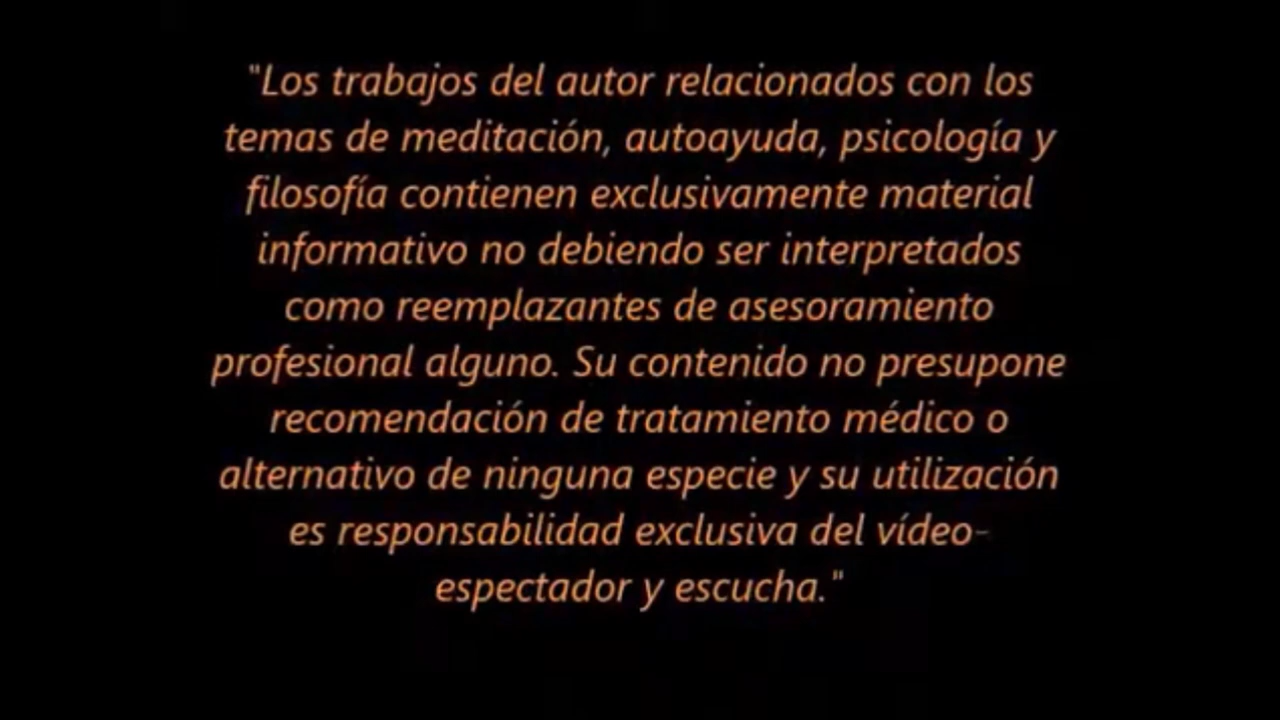 "Los trabajos del autor relacionados con los
temas de meditación, autoayuda, psicología y
filosofía contienen exclusivamente material
informativo no debiendo ser interpretados
como reemplazantes de asesoramiento
profesional alguno. Su contenido no presupone
recomendación de tratamiento médico o
alternativo de ninguna especie y su utilización
es responsabilidad exclusiva del vídeo-
espectador y escucha."